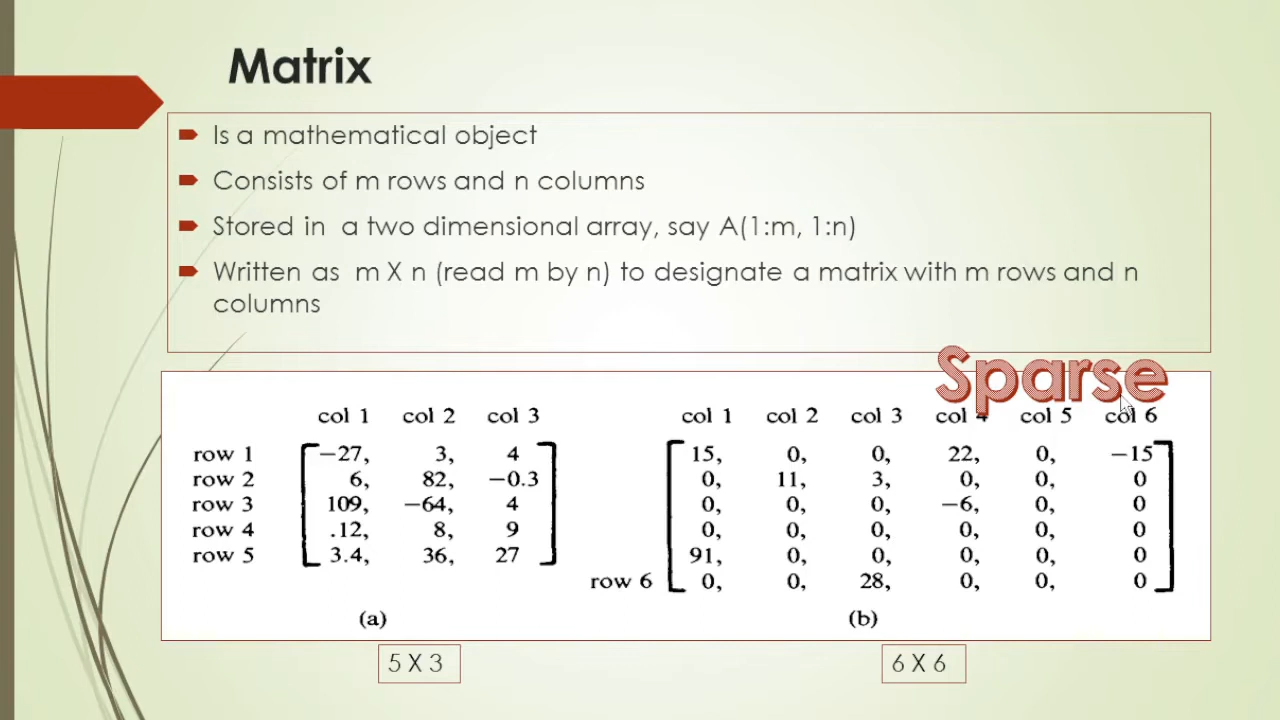 Matrix
Is a mathematical object
Consists of m rows and n columns
Stored in a two dimensional array, say A(1:m, 1:n)
Written as m X n (read m by n) to designate a matrix with m rows and n
columns
Sparse
col 1 col 2 col 3
row 1 −27, 3, 4
row 2 6, 82, −0.3
row 3 109, −64, 4
row 4 .12, 8, 9
row 5 3.4, 36, 27
(a)
col 1 col 2 col 3 col 4 col 5 col 6
15, 0, 0, 22, 0, −15
0, 11, 3, 0, 0, 0
0, 0, 0, −6, 0, 0
0, 0, 0, 0, 0, 0
91, 0, 0, 0, 0, 0
row 6 0, 0, 28, 0, 0, 0
(b)
5 X 3
6 X 6